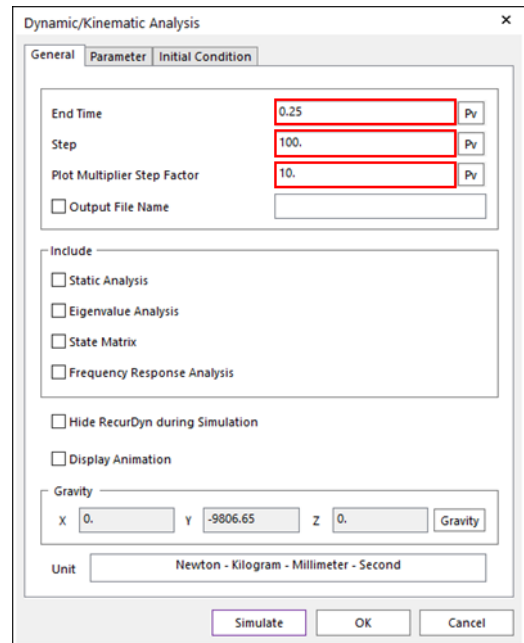 Dynamic/Kinematic Analysis ×
General Parameter Initial Condition
End Time 0.25 Pv
Step 100. Pv
Plot Multiplier Step Factor 10. Pv
Output File Name
Include
Static Analysis
Eigenvalue Analysis
State Matrix
Frequency Response Analysis
Hide RecurDyn during Simulation
Display Animation
Gravity
X 0. Y -9806.65 Z 0. Gravity
Unit Newton - Kilogram - Millimeter - Second
Simulate OK Cancel